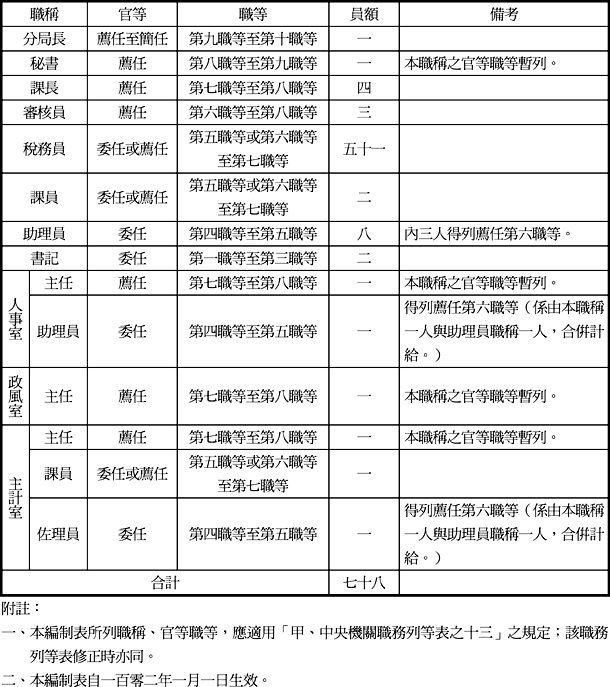 職稱 官等 職等 員額 備考
分局長 薦任至簡任 第九職等至第十職等 一
秘書 薦任 第八職等至第九職等 一 本職稱之官等職等暫列。
課長 薦任 第七職等至第八職等 四
審核員 薦任 第六職等至第八職等 三
稅務員 委任或薦任 第五職等或第六職等
至第七職等 五十一
課員 委任或薦任 第五職等或第六職等
至第七職等 二
助理員 委任 第四職等至第五職等 八 內三人得列薦任第六職等。
書記 委任 第一職等至第三職等 二
人事室
主任 薦任 第七職等至第八職等 一 本職稱之官等職等暫列。
助理員 委任 第四職等至第五職等 一 得列薦任第六職等（係由本職稱
一人與助理員職稱一人，合併計
給。）
政風室
主任 薦任 第七職等至第八職等 一 本職稱之官等職等暫列。
主計室
主任 薦任 第七職等至第八職等 一 本職稱之官等職等暫列。
課員 委任或薦任 第五職等或第六職等
至第七職等 一
佐理員 委任 第四職等至第五職等 一 得列薦任第六職等（係由本職稱
一人與助理員職稱一人，合併計
給。）
合計 七十八
附註：
一、本編制表所列職稱、官等職等，應適用「甲、中央機關職務列等表之十三」之規定；該職務
列等表修正時亦同。
二、本編制表自一百零二年一月一日生效。